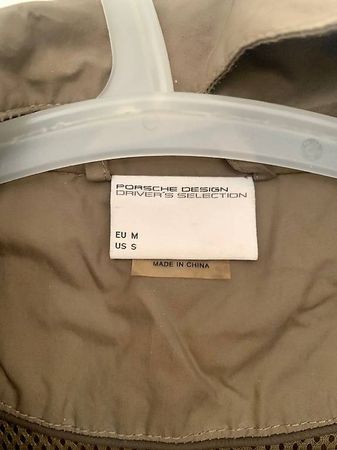 PORSCHE DESIGN
DRIVER'S SELECTION
EU M
US S
MADE IN CHINA